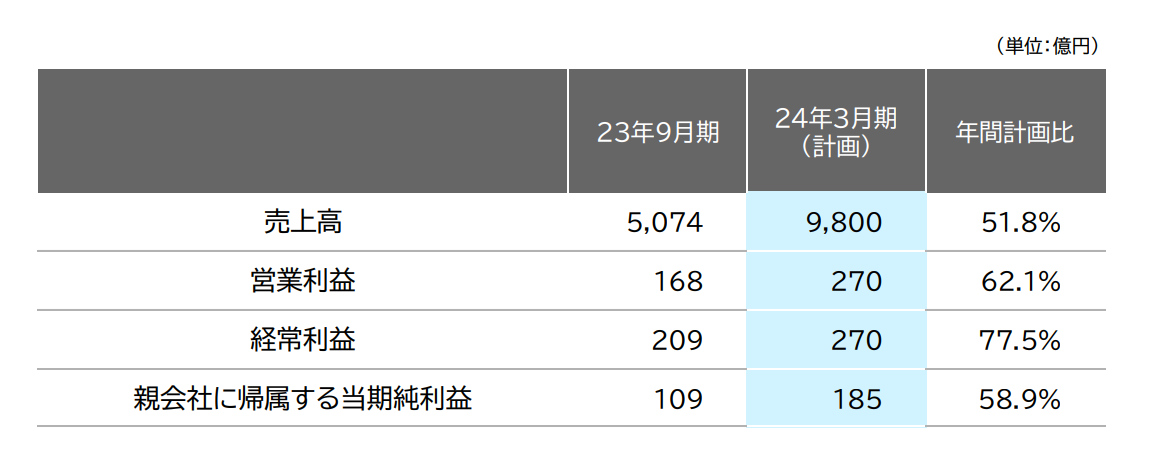 （単位：億円）
23年9月期 24年3月期 年間計画比
（計画）
売上高 5,074 9,800 51.8%
営業利益 168 270 62.1%
経常利益 209 270 77.5%
親会社に帰属する当期純利益 109 185 58.9%